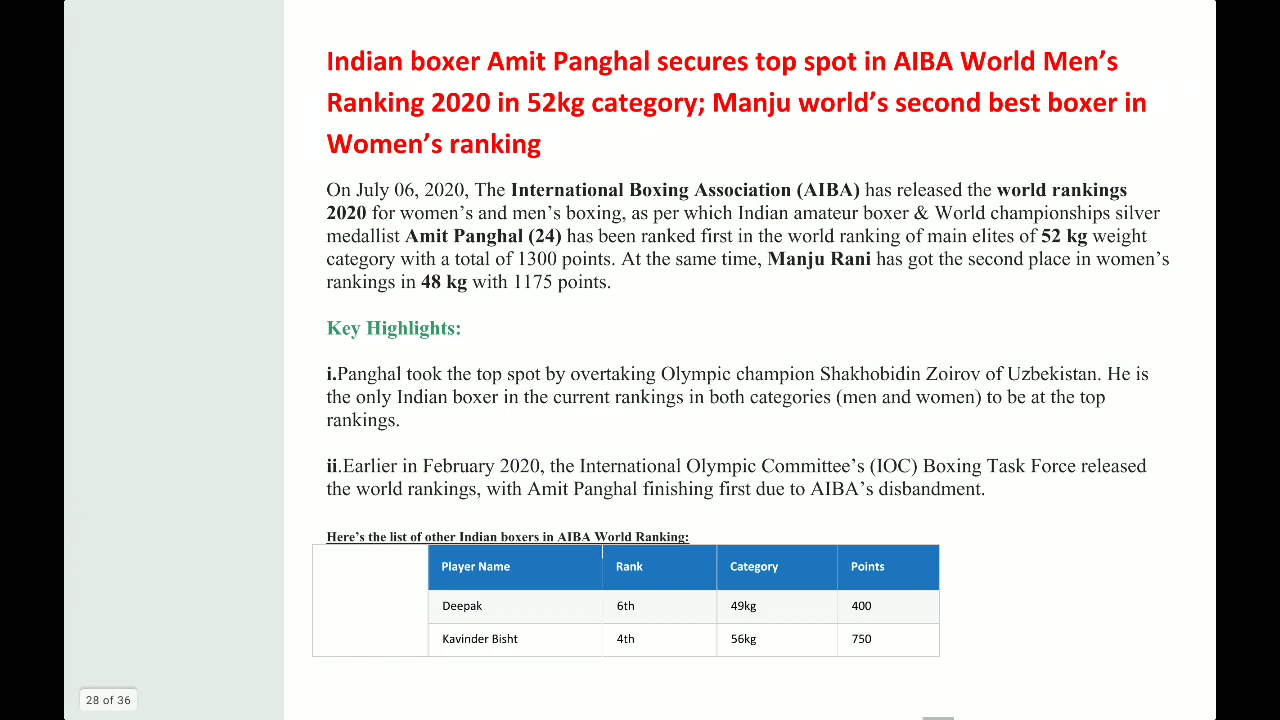 Indian boxer Amit Panghal secures top spot in AIBA World Men’s
Ranking 2020 in 52kg category; Manju world’s second best boxer in
Women’s ranking
On July 06, 2020, The International Boxing Association (AIBA) has released the world rankings
2020 for women’s and men’s boxing, as per which Indian amateur boxer & World championships silver
medallist Amit Panghal (24) has been ranked first in the world ranking of main elites of 52 kg weight
category with a total of 1300 points. At the same time, Manju Rani has got the second place in women’s
rankings in 48 kg with 1175 points.
Key Highlights:
i.Panghal took the top spot by overtaking Olympic champion Shakhobidin Zoirov of Uzbekistan. He is
the only Indian boxer in the current rankings in both categories (men and women) to be at the top
rankings.
ii.Earlier in February 2020, the International Olympic Committee’s (IOC) Boxing Task Force released
the world rankings, with Amit Panghal finishing first due to AIBA’s disbandment.
Here’s the list of other Indian boxers in AIBA World Ranking:
Player Name Rank Category Points
Deepak 6th 49kg 400
Kavinder Bisht 4th 56kg 750
28 of 36